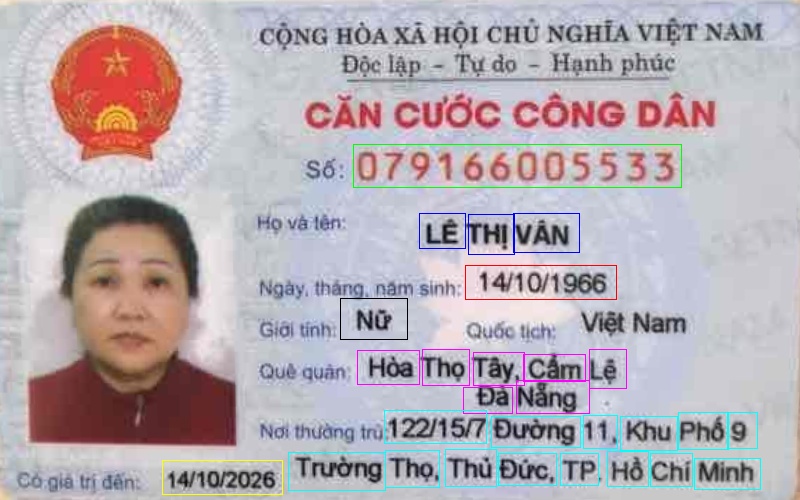 CỘNG HÒA XÃ HỘI CHỦ NGHĨA VIỆT NAM
Độc lập - Tự do - Hạnh phúc
CĂN CƯỚC CÔNG DÂN
Số: 079166005533
Họ và tên: LÊ THỊ VÂN
Ngày, tháng, năm sinh: 14/10/1966
Giới tính: Nữ Quốc tịch: Việt Nam
Quê quán: Hòa Thọ Tây, Cẩm Lệ
Đà Nẵng
Nơi thường trú: 122/15/7 Đường 11, Khu Phố 9
Có giá trị đến: 14/10/2026 Trường Thọ, Thủ Đức, TP. Hồ Chí Minh